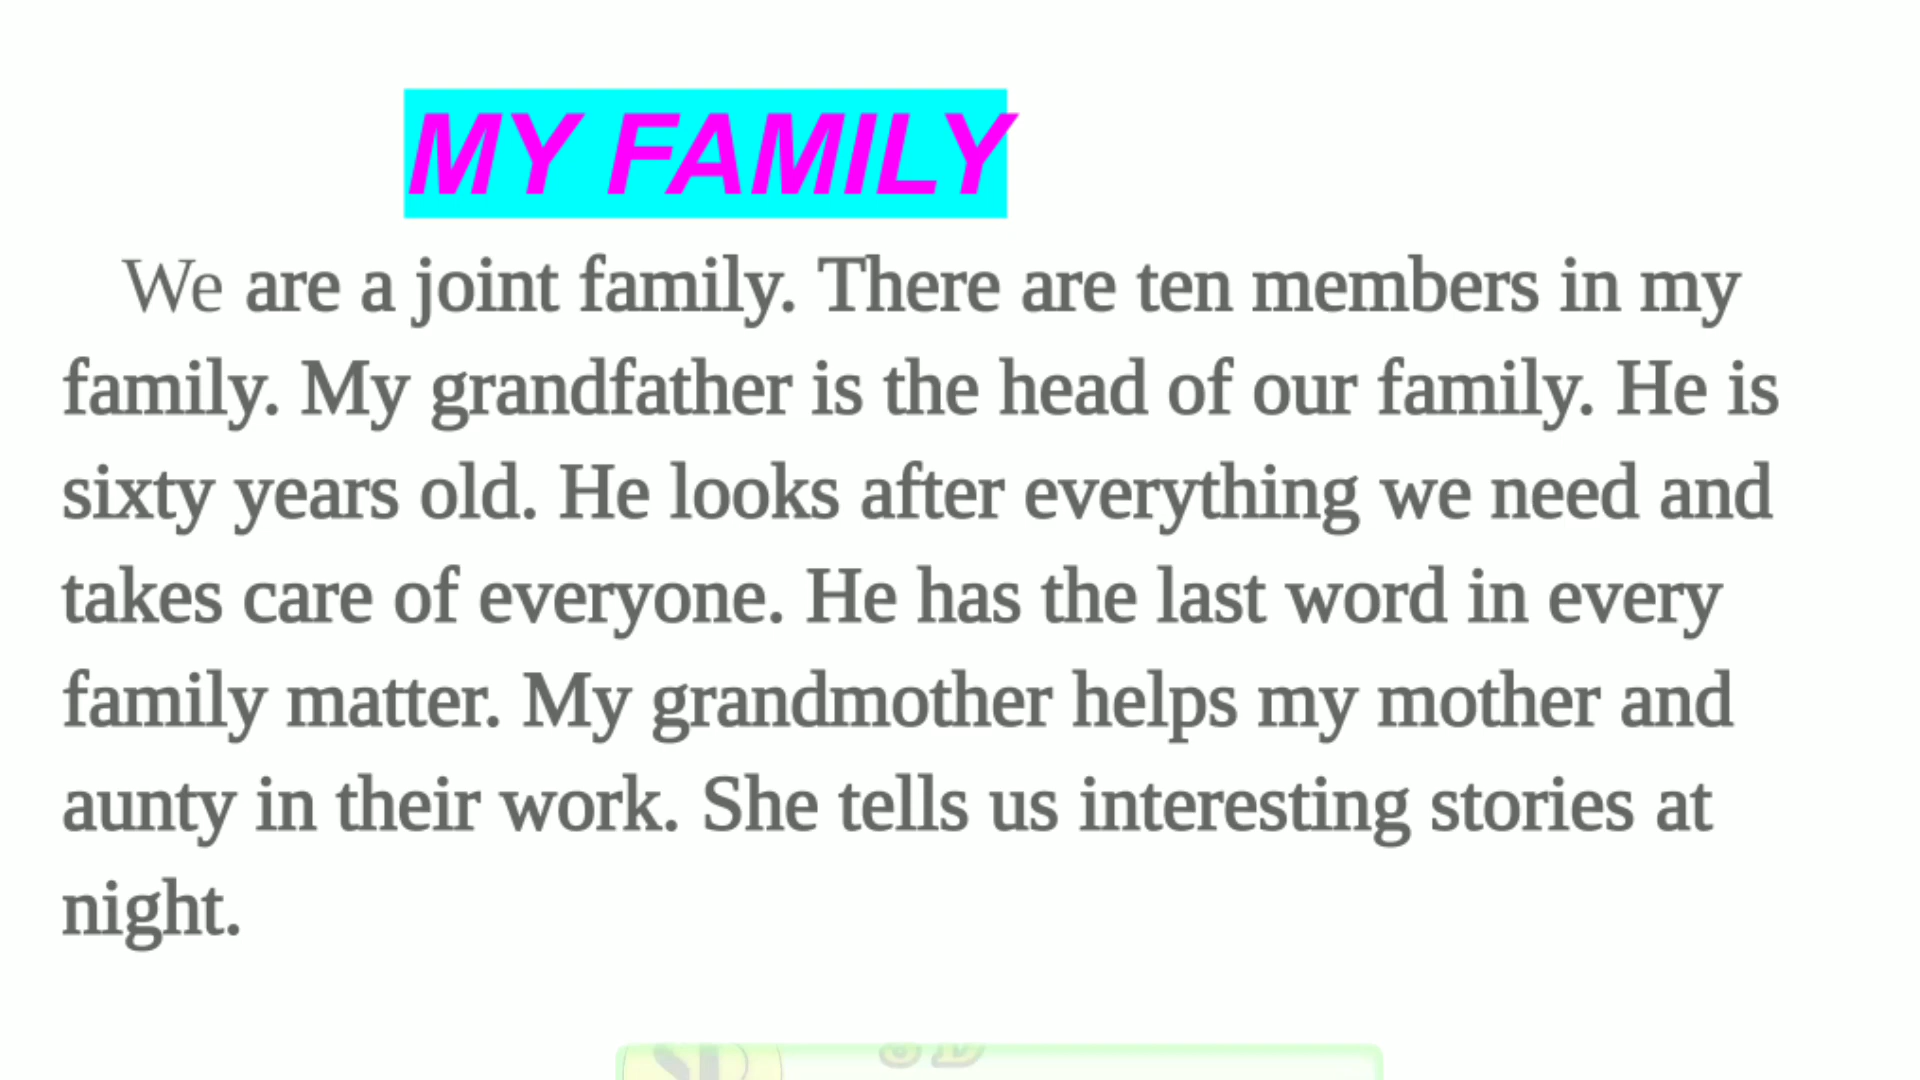 MY FAMILY
We are a joint family. There are ten members in my
family. My grandfather is the head of our family. He is
sixty years old. He looks after everything we need and
takes care of everyone. He has the last word in every
family matter. My grandmother helps my mother and
aunty in their work. She tells us interesting stories at
night.